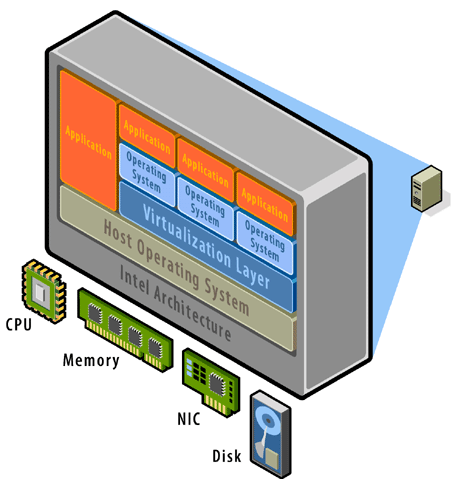 Application
Application
Application
Application
Operating
System
Operating
System
Operating
System
Virtualization Layer
Host Operating System
Intel Architecture
CPU
Memory
NIC
Disk